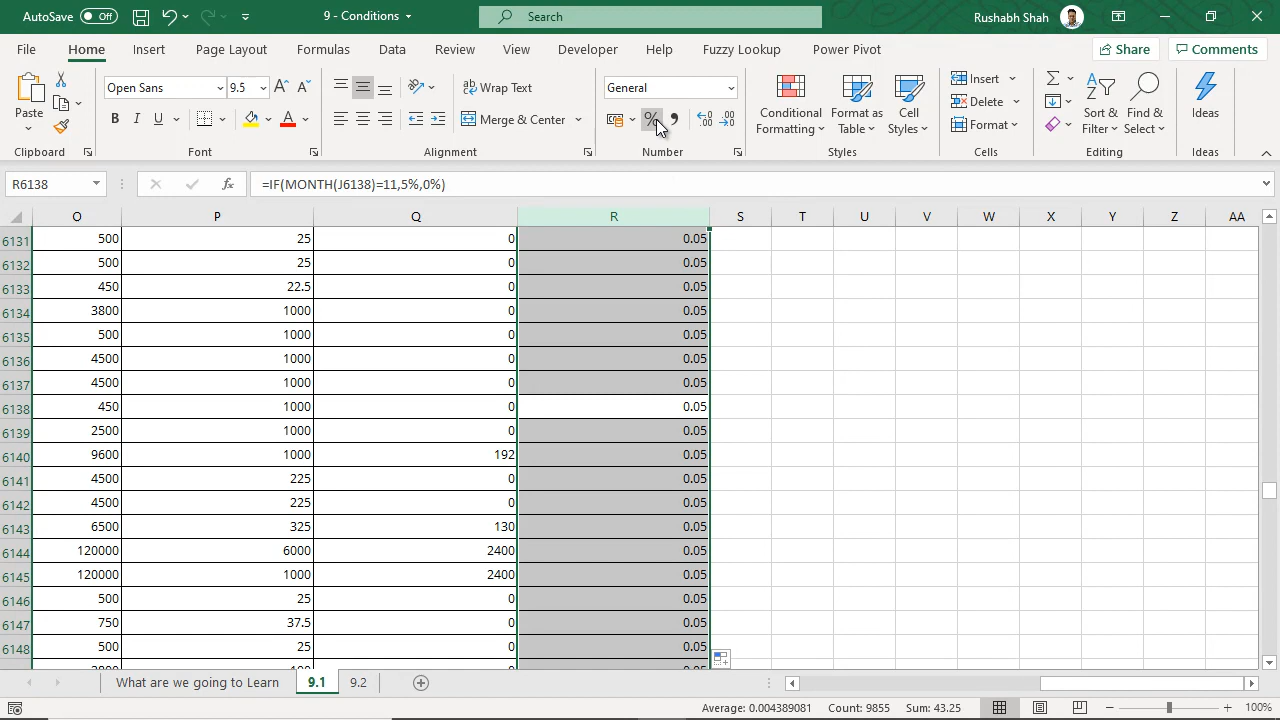 AutoSave Off 9 - Conditions Search Rushabh Shah
File Home Insert Page Layout Formulas Data Review View Developer Help Fuzzy Lookup Power Pivot Share Comments
Paste
Clipboard
Open Sans 9.5
B I U
Font
Wrap Text
Merge & Center
Alignment
General
%
Number
Conditional Formatting
Format as Table
Cell Styles
Styles
Insert
Delete
Format
Cells
Sort & Filter
Find & Select
Editing
Ideas
Ideas
R6138 fx =IF(MONTH(J6138)=11,5%,0%)
O P Q R S T U V W X Y Z AA
6131 500 25 0 0.05
6132 500 25 0 0.05
6133 450 22.5 0 0.05
6134 3800 1000 0 0.05
6135 500 1000 0 0.05
6136 4500 1000 0 0.05
6137 4500 1000 0 0.05
6138 450 1000 0 0.05
6139 2500 1000 0 0.05
6140 9600 1000 192 0.05
6141 4500 225 0 0.05
6142 4500 225 0 0.05
6143 6500 325 130 0.05
6144 120000 6000 2400 0.05
6145 120000 1000 2400 0.05
6146 500 25 0 0.05
6147 750 37.5 0 0.05
6148 500 25 0 0.05
What are we going to Learn 9.1 9.2
Average: 0.004389081 Count: 9855 Sum: 43.25 100%